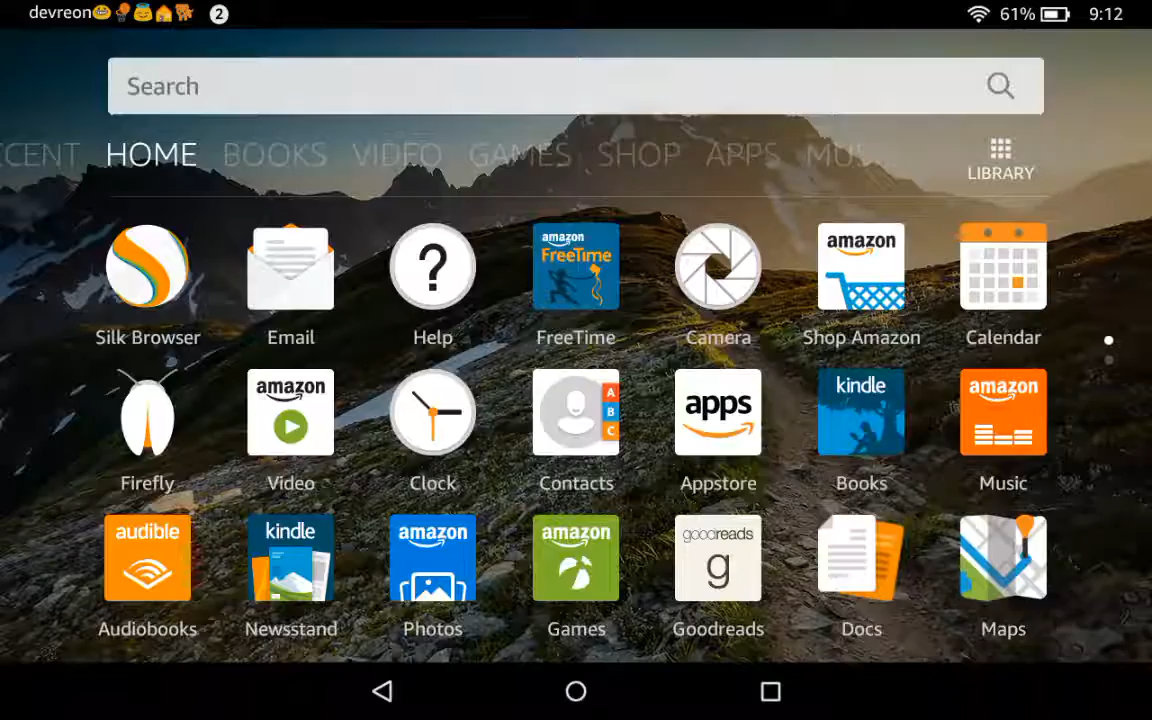 devreon😀🏀😇🏠🐕 2 61% 9:12
Search
CENT HOME BOOKS VIDEO GAMES SHOP APPS MU
LIBRARY
amazon FreeTime
amazon
Silk Browser Email Help FreeTime Camera Shop Amazon Calendar
amazon
A
B
C
apps
kindle
amazon
Firefly Video Clock Contacts Appstore Books Music
audible
kindle
amazon
amazon
goodreads
g
Audiobooks Newsstand Photos Games Goodreads Docs Maps